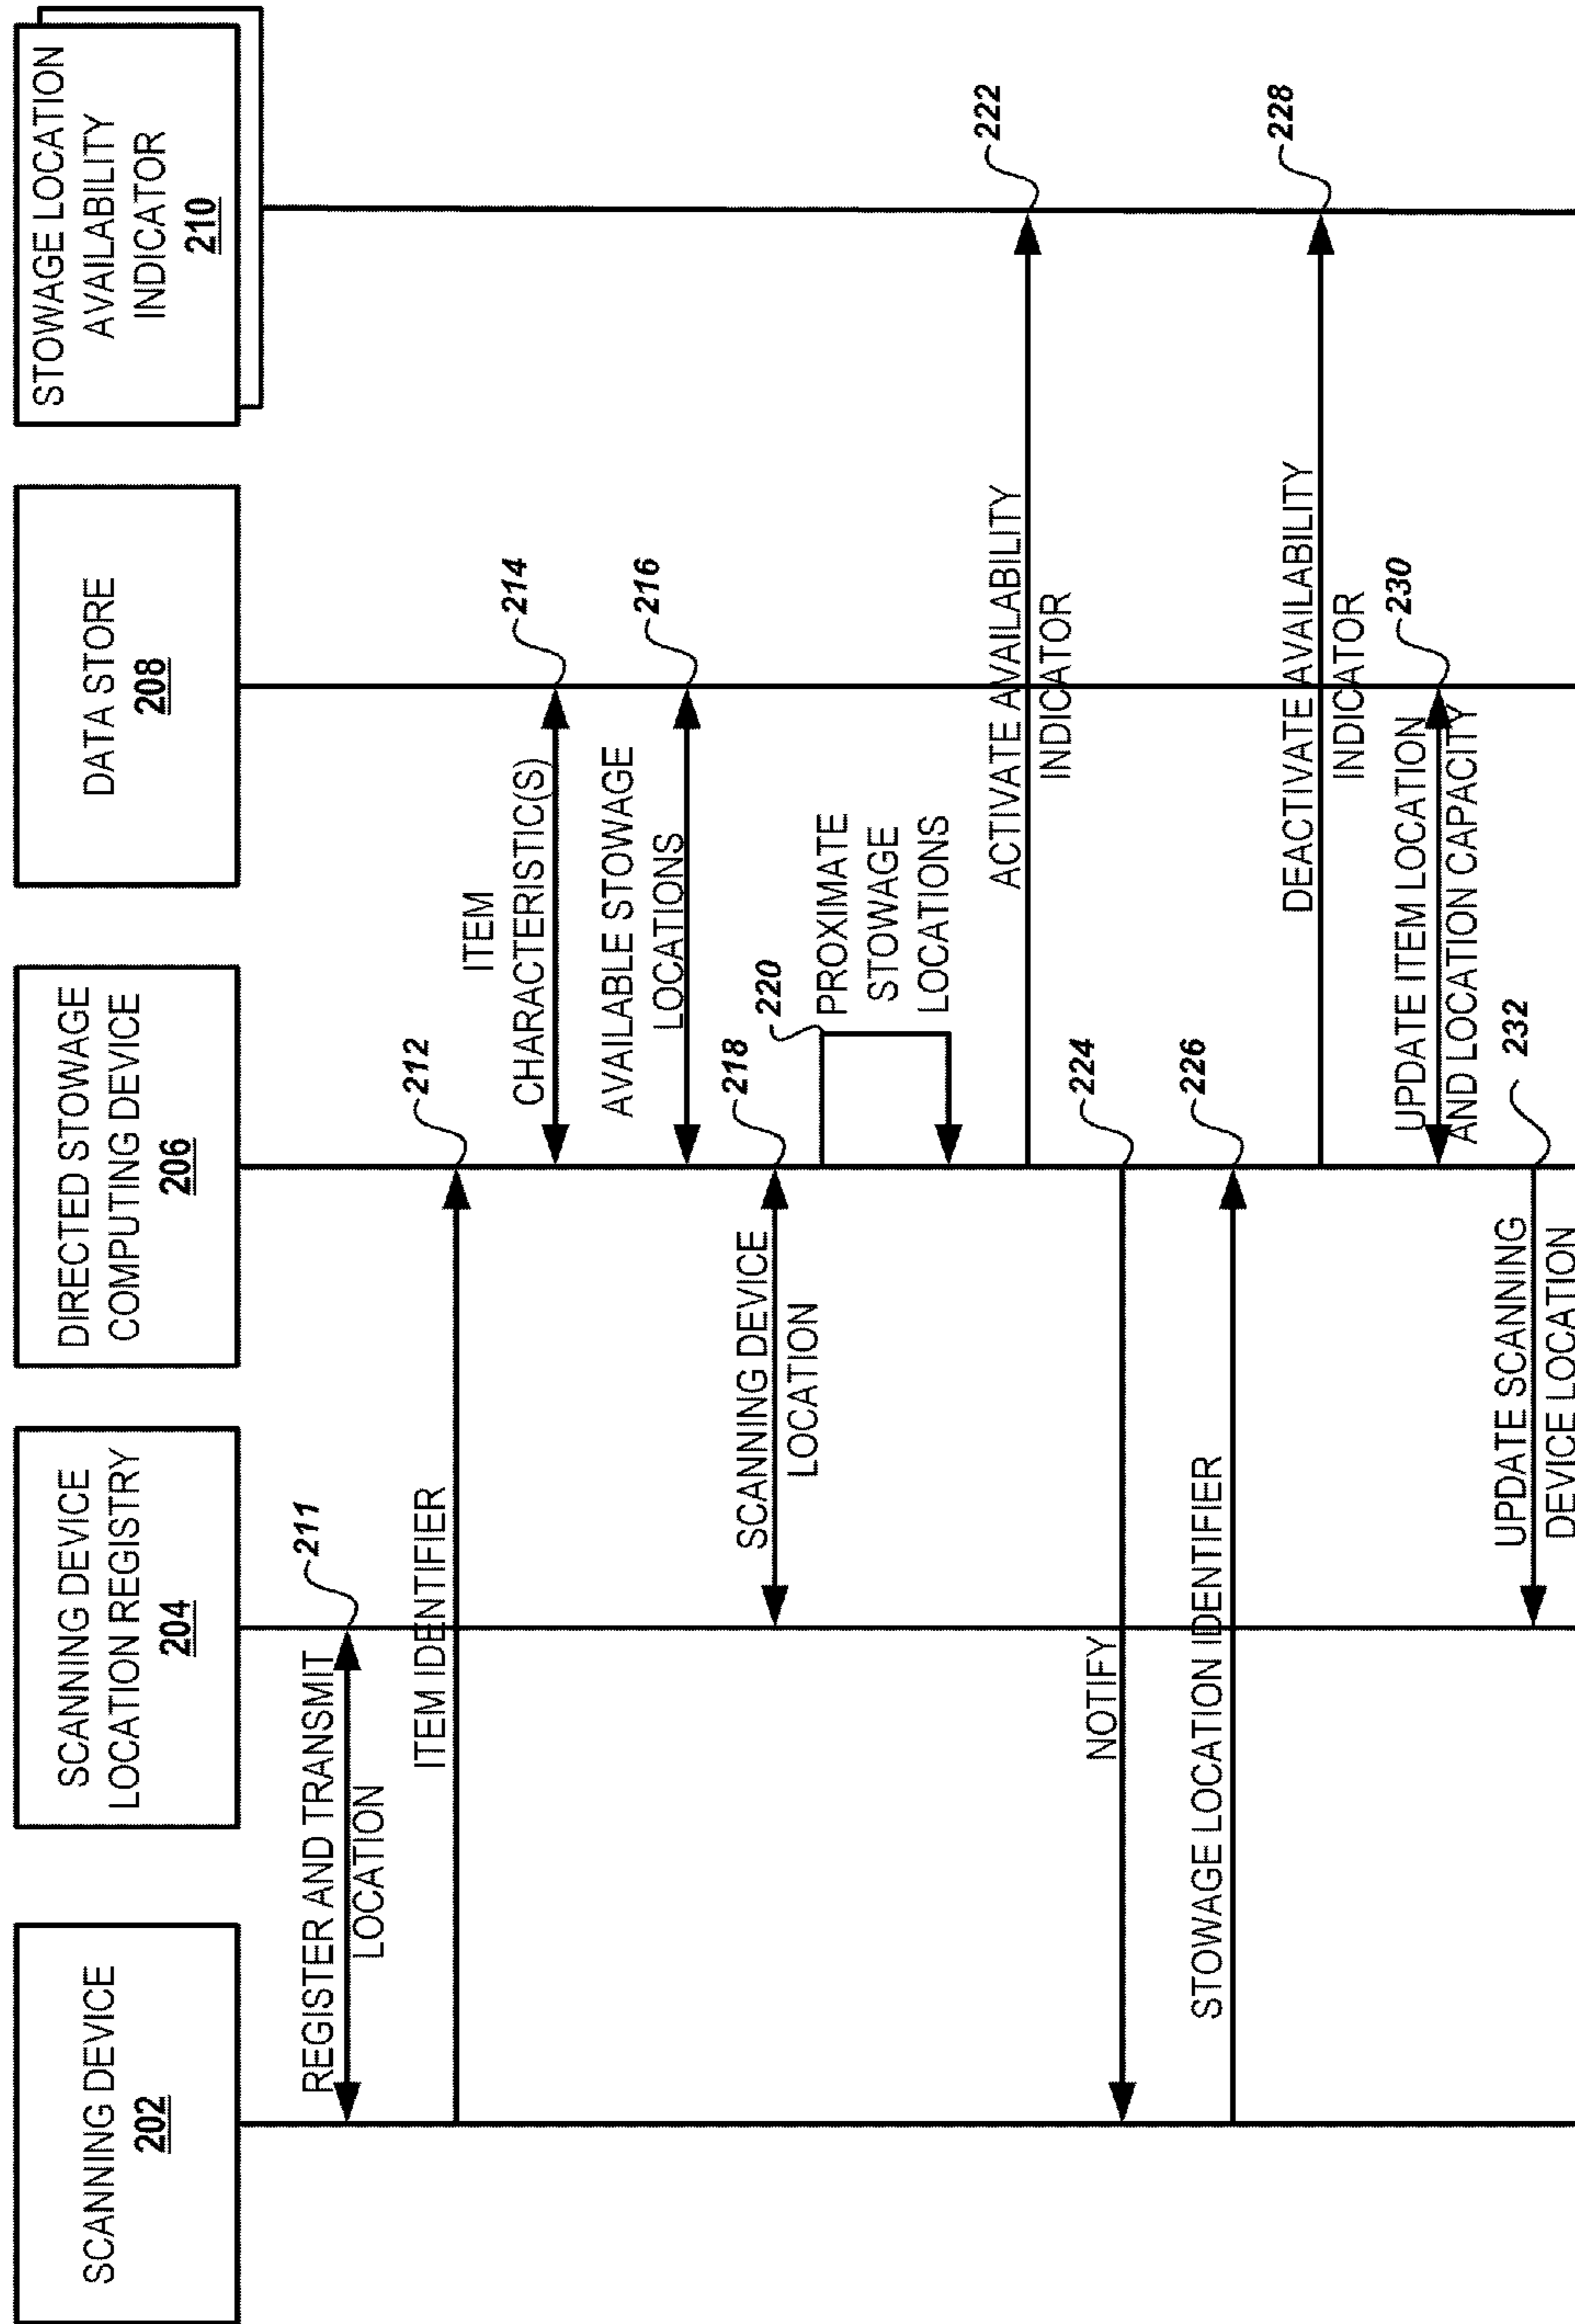 SCANNING DEVICE
202
SCANNING DEVICE
LOCATION REGISTRY
204
DIRECTED STOWAGE
COMPUTING DEVICE
206
DATA STORE
208
STOWAGE LOCATION
AVAILABILITY
INDICATOR
210
REGISTER AND TRANSMIT
LOCATION
211
ITEM IDENTIFIER
212
ITEM
CHARACTERISTIC(S)
214
AVAILABLE STOWAGE
LOCATIONS
216
SCANNING DEVICE
LOCATION
218
220
PROXIMATE
STOWAGE
LOCATIONS
ACTIVATE AVAILABILITY
INDICATOR
222
NOTIFY
224
STOWAGE LOCATION IDENTIFIER
226
DEACTIVATE AVAILABILITY
INDICATOR
228
UPDATE ITEM LOCATION
AND LOCATION CAPACITY
230
UPDATE SCANNING
DEVICE LOCATION
232